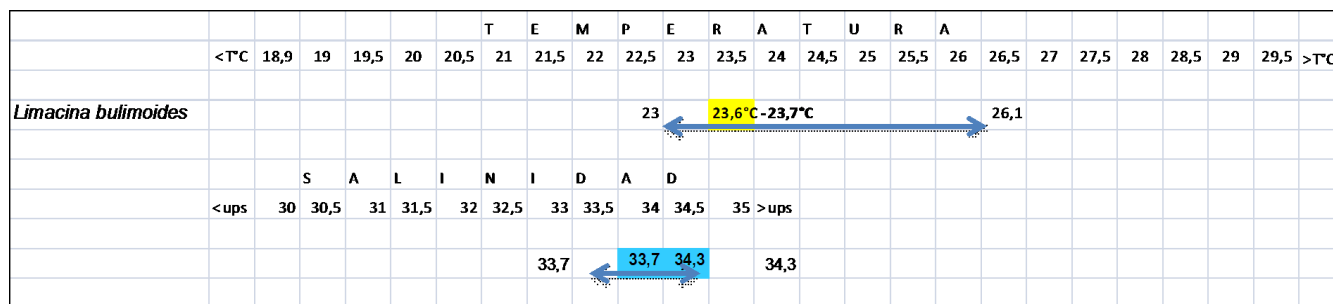 T E M P E R A T U R A
<T°C 18,9 19 19,5 20 20,5 21 21,5 22 22,5 23 23,5 24 24,5 25 25,5 26 26,5 27 27,5 28 28,5 29 29,5 >T°C
Limacina bulimoides 23 23,6°C -23,7°C 26,1
S A L I N I D A D
<ups 30 30,5 31 31,5 32 32,5 33 33,5 34 34,5 35 >ups
33,7 33,7 34,3 34,3